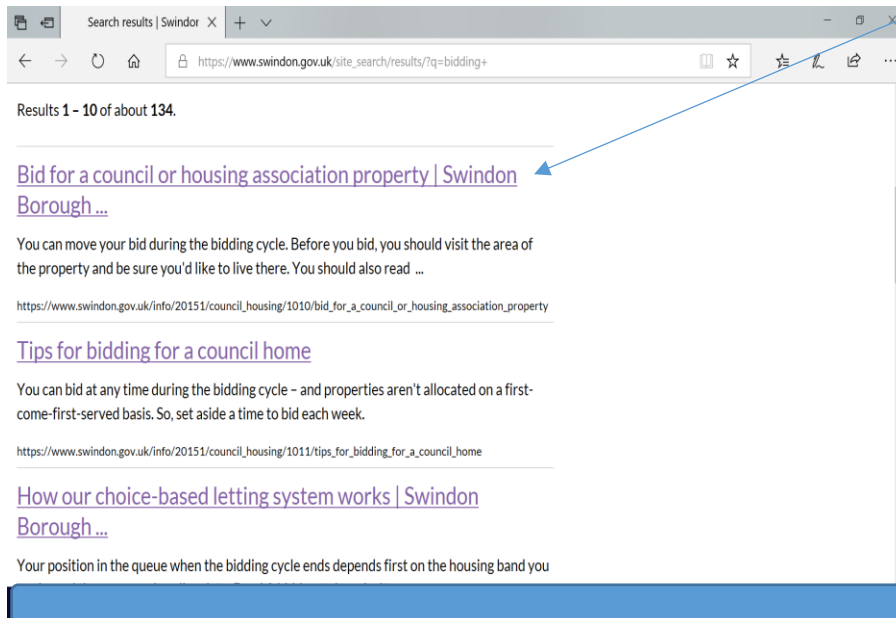 Search results | Swindor
https://www.swindon.gov.uk/site_search/results/?q=bidding+
Results 1 – 10 of about 134.
Bid for a council or housing association property | Swindon
Borough ...
You can move your bid during the bidding cycle. Before you bid, you should visit the area of
the property and be sure you'd like to live there. You should also read ...
https://www.swindon.gov.uk/info/20151/council_housing/1010/bid_for_a_council_or_housing_association_property
Tips for bidding for a council home
You can bid at any time during the bidding cycle – and properties aren't allocated on a first-
come-first-served basis. So, set aside a time to bid each week.
https://www.swindon.gov.uk/info/20151/council_housing/1011/tips_for_bidding_for_a_council_home
How our choice-based letting system works | Swindon
Borough ...
Your position in the queue when the bidding cycle ends depends first on the housing band you